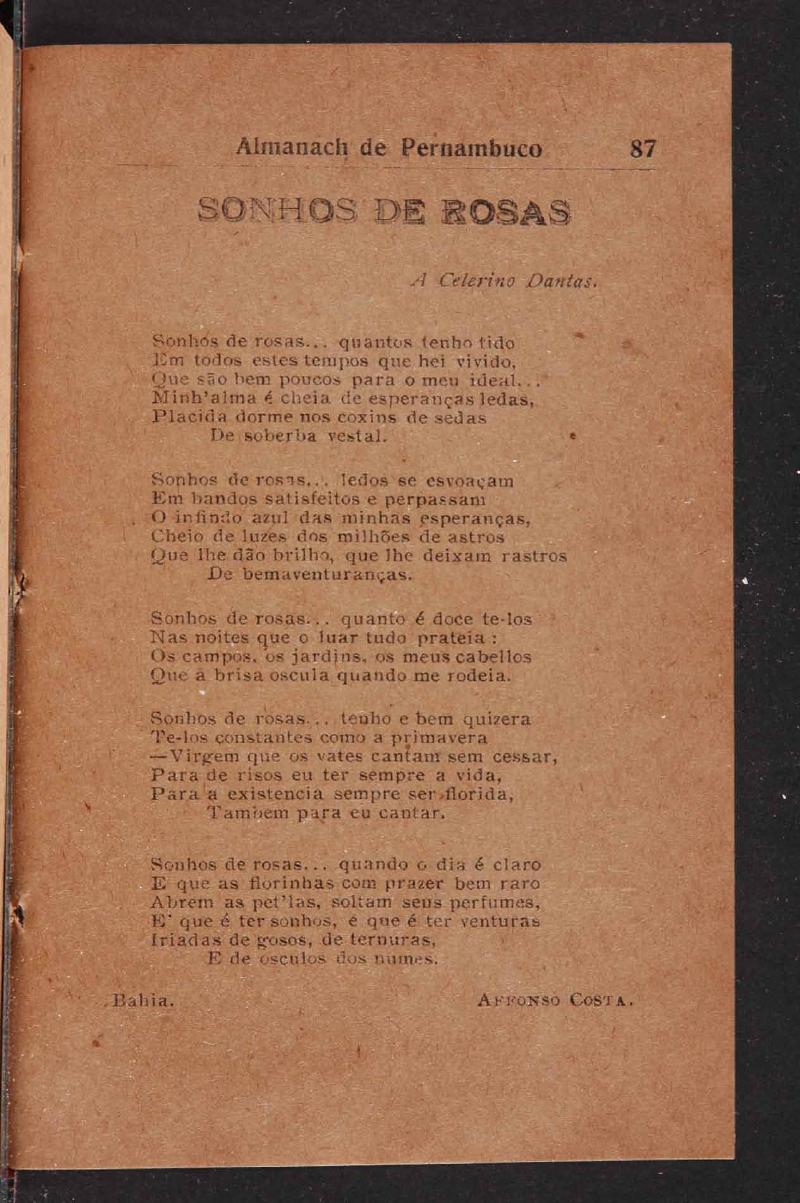 Almanach de Pernambuco 87
SONHOS DE ROSAS
A Celerino Dantas.
Sonhos de rosas... quantos tenho tido
Em todos estes tempos que hei vivido,
Que são bem poucos para o meu ideal...
Minh'alma é cheia de esperanças ledas,
Placida dorme nos coxins de sedas
De soberba vestal.
Sonhos de rosas... ledos se esvoaçam
Em bandos satisfeitos e perpassam
O infindo azul das minhas esperanças,
Cheio de luzes dos milhões de astros
Que lhe dão brilho, que lhe deixam rastros
De bemaventuranças.
Sonhos de rosas... quanto é doce te-los
Nas noites que o luar tudo prateia :
Os campos, os jardins, os meus cabellos
Que a brisa oscula quando me rodeia.
Sonhos de rosas... tenho e bem quizera
Te-los constantes como a primavera
—Virgem que os vates cantam sem cessar,
Para de risos eu ter sempre a vida,
Para a existencia sempre ser florida,
Tambem para eu cantar.
Sonhos de rosas... quando o dia é claro
E que as florinhas com prazer bem raro
Abrem as pet'las, soltam seus perfumes,
E' que é ter sonhos, é que é ter venturas
Iriadas de gosos, de ternuras,
E de osculos dos numes.
Bahia. AFFONSO COSTA.